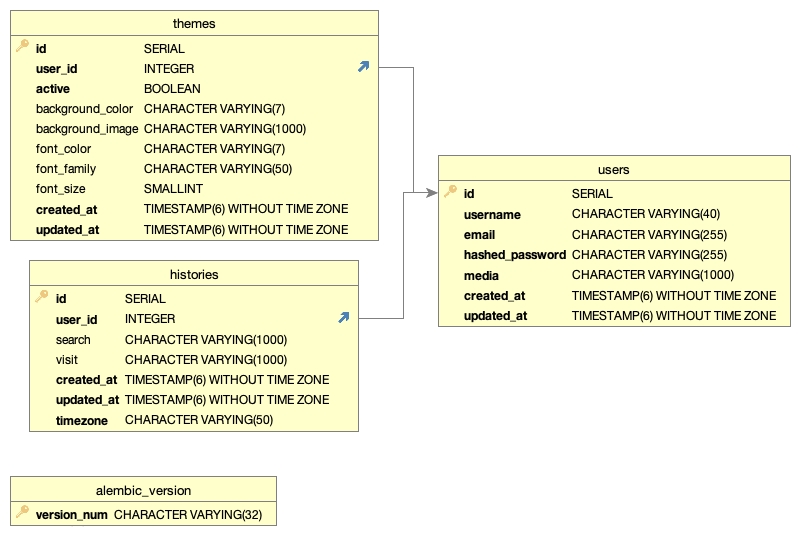 themes
id SERIAL
user_id INTEGER
active BOOLEAN
background_color CHARACTER VARYING(7)
background_image CHARACTER VARYING(1000)
font_color CHARACTER VARYING(7)
font_family CHARACTER VARYING(50)
font_size SMALLINT
created_at TIMESTAMP(6) WITHOUT TIME ZONE
updated_at TIMESTAMP(6) WITHOUT TIME ZONE
users
id SERIAL
username CHARACTER VARYING(40)
email CHARACTER VARYING(255)
hashed_password CHARACTER VARYING(255)
media CHARACTER VARYING(1000)
created_at TIMESTAMP(6) WITHOUT TIME ZONE
updated_at TIMESTAMP(6) WITHOUT TIME ZONE
histories
id SERIAL
user_id INTEGER
search CHARACTER VARYING(1000)
visit CHARACTER VARYING(1000)
created_at TIMESTAMP(6) WITHOUT TIME ZONE
updated_at TIMESTAMP(6) WITHOUT TIME ZONE
timezone CHARACTER VARYING(50)
alembic_version
version_num CHARACTER VARYING(32)